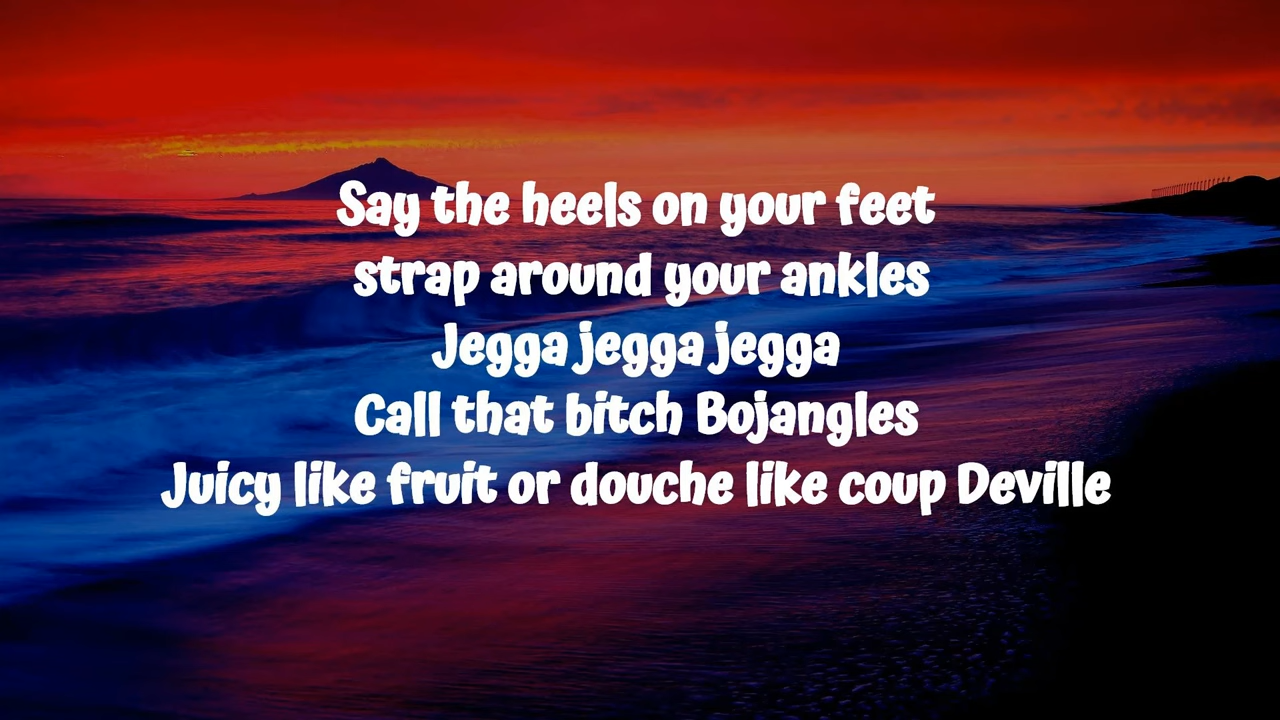 Say the heels on your feet
strap around your ankles
Jegga jegga jegga
Call that bitch Bojangles
Juicy like fruit or douche like coup Deville